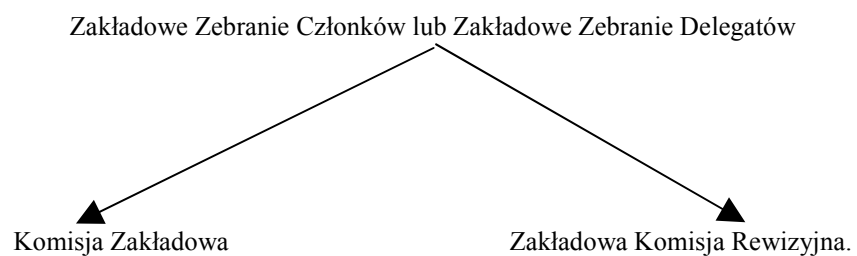 Zakładowe Zebranie Członków lub Zakładowe Zebranie Delegatów
Komisja Zakładowa
Zakładowa Komisja Rewizyjna.